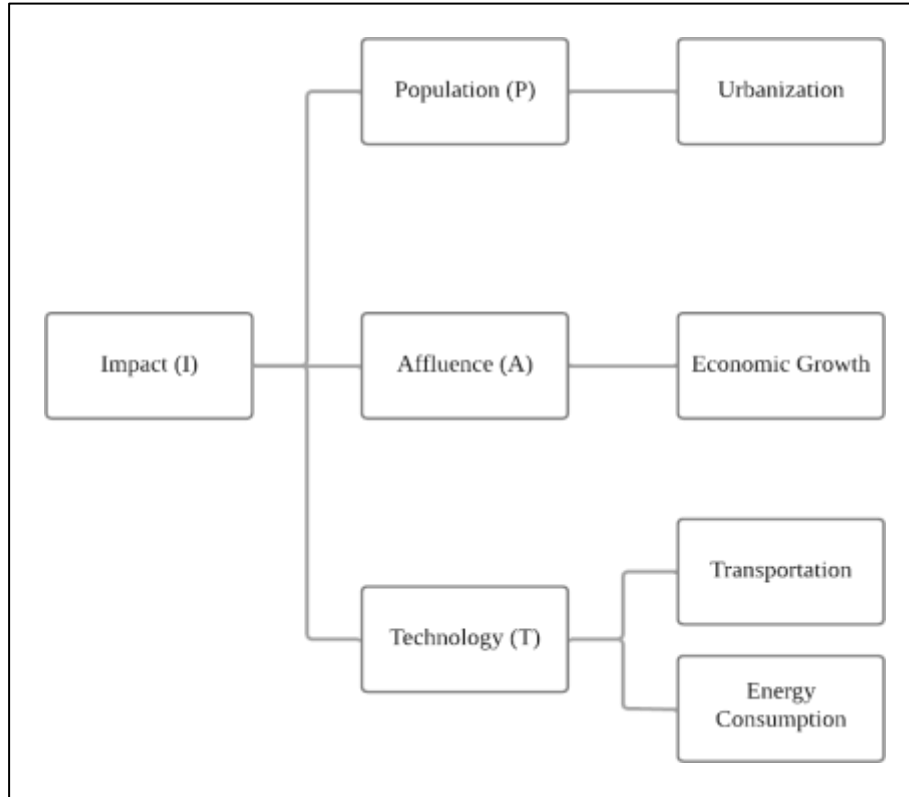 Population (P)
Urbanization
Impact (I)
Affluence (A)
Economic Growth
Technology (T)
Transportation
Energy
Consumption